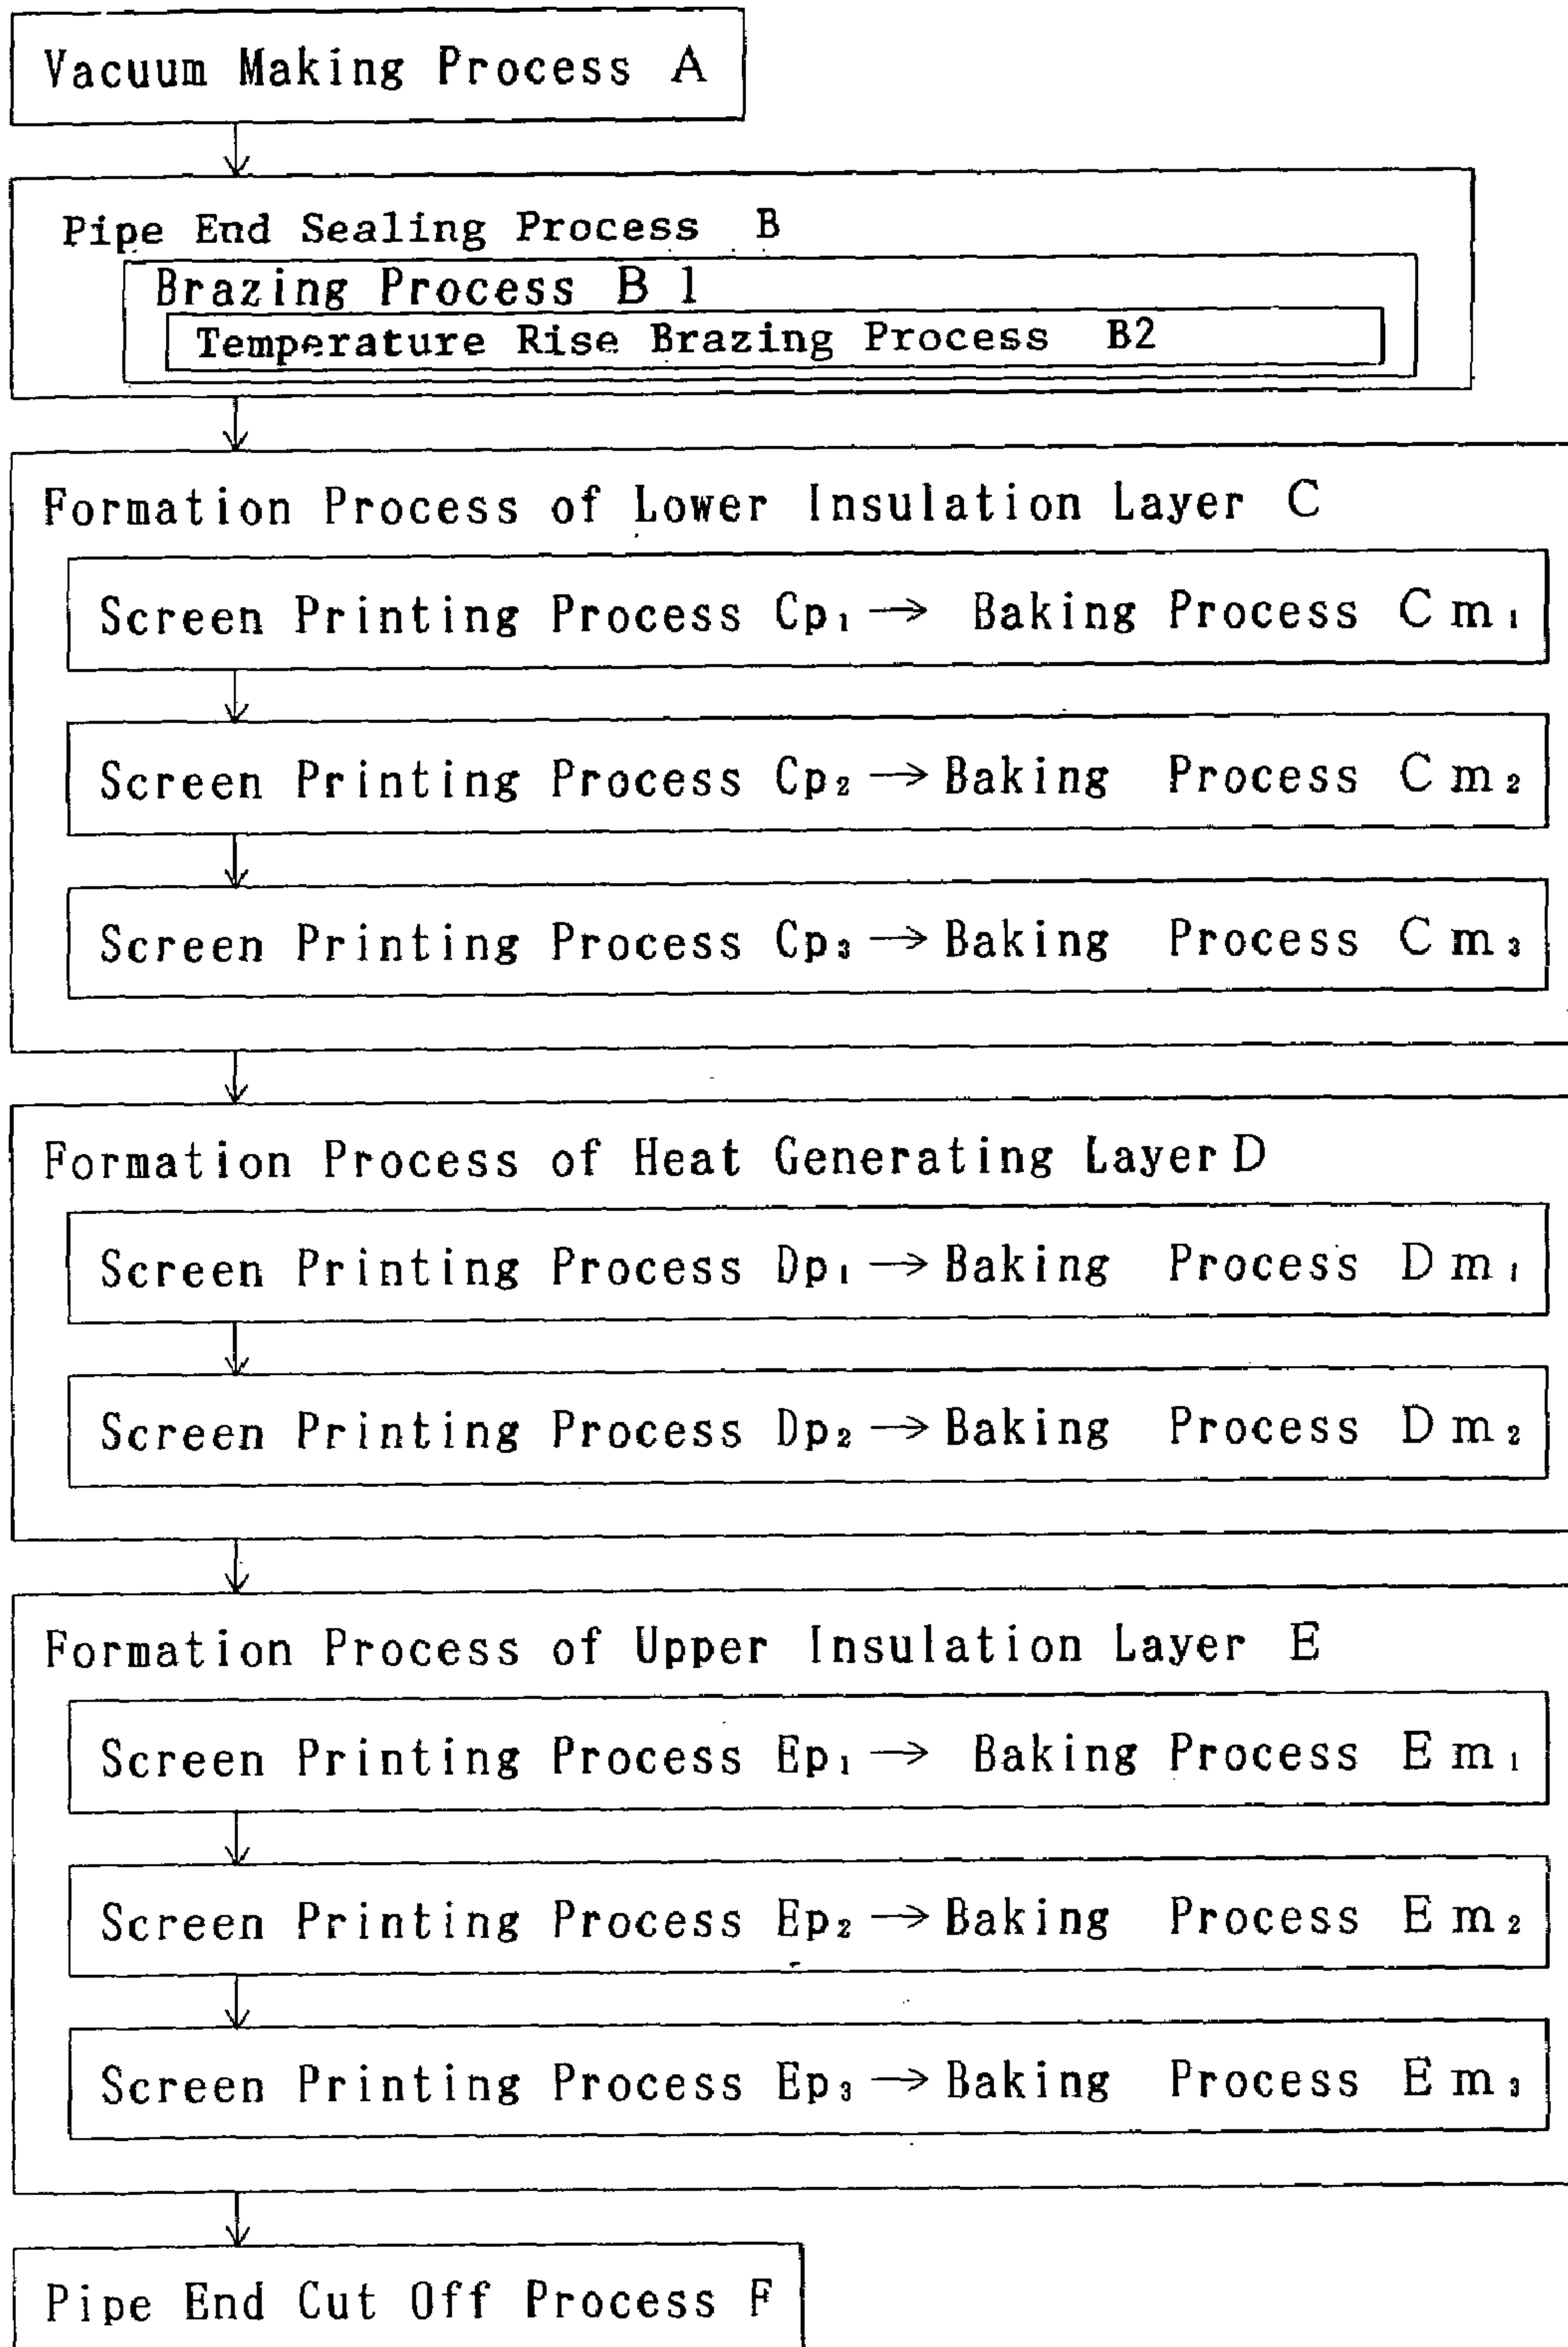 Vacuum Making Process A
Pipe End Sealing Process B
Brazing Process B 1
Temperature Rise Brazing Process B2
Formation Process of Lower Insulation Layer C
Screen Printing Process Cp₁ → Baking Process C m₁
Screen Printing Process Cp₂ → Baking Process C m₂
Screen Printing Process Cp₃ → Baking Process C m₃
Formation Process of Heat Generating Layer D
Screen Printing Process Dp₁ → Baking Process D m₁
Screen Printing Process Dp₂ → Baking Process D m₂
Formation Process of Upper Insulation Layer E
Screen Printing Process Ep₁ → Baking Process E m₁
Screen Printing Process Ep₂ → Baking Process E m₂
Screen Printing Process Ep₃ → Baking Process E m₃
Pipe End Cut Off Process F